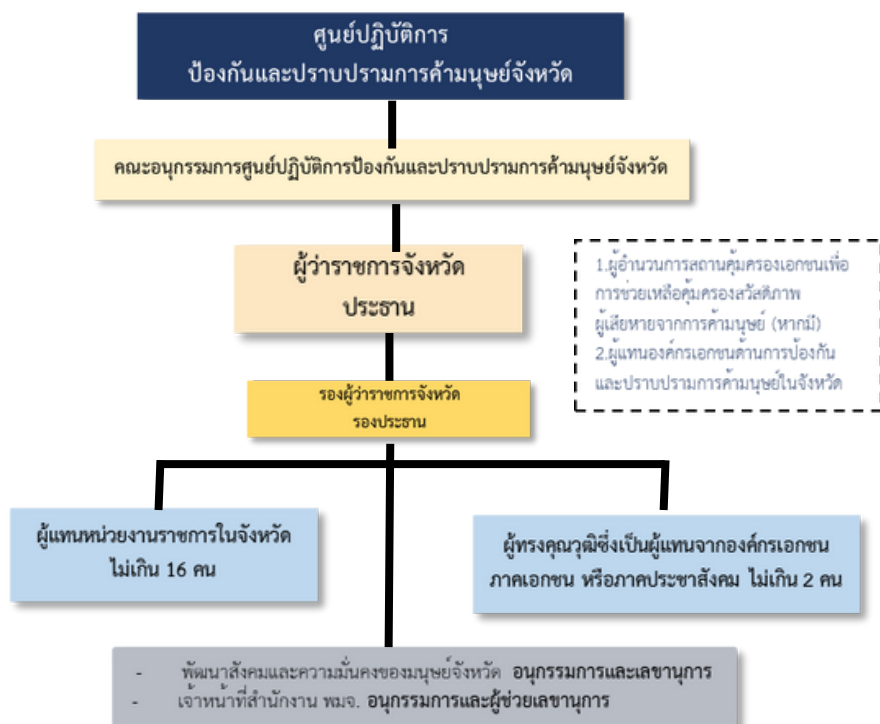 ศูนย์ปฏิบัติการ
ป้องกันและปราบปรามการค้ามนุษย์จังหวัด
คณะอนุกรรมการศูนย์ปฏิบัติการป้องกันและปราบปรามการค้ามนุษย์จังหวัด
ผู้ว่าราชการจังหวัด
ประธาน
1.ผู้อำนวนการสถานคุ้มครองเอกชนเพื่อ
การช่วยเหลือคุ้มครองสวัสดิภาพ
ผู้เสียหายจากการค้ามนุษย์ (หากมี)
2.ผู้แทนองค์กรเอกชนด้านการป้องกัน
และปราบปรามการค้ามนุษย์ในจังหวัด
รองผู้ว่าราชการจังหวัด
รองประธาน
ผู้แทนหน่วยงานราชการในจังหวัด
ไม่เกิน 16 คน
ผู้ทรงคุณวุฒิซึ่งเป็นผู้แทนจากองค์กรเอกชน
ภาคเอกชน หรือภาคประชาสังคม ไม่เกิน 2 คน
- พัฒนาสังคมและความมั่นคงของมนุษย์จังหวัด อนุกรรมการและเลขานุการ
- เจ้าหน้าที่สำนักงาน พมจ. อนุกรรมการและผู้ช่วยเลขานุการ